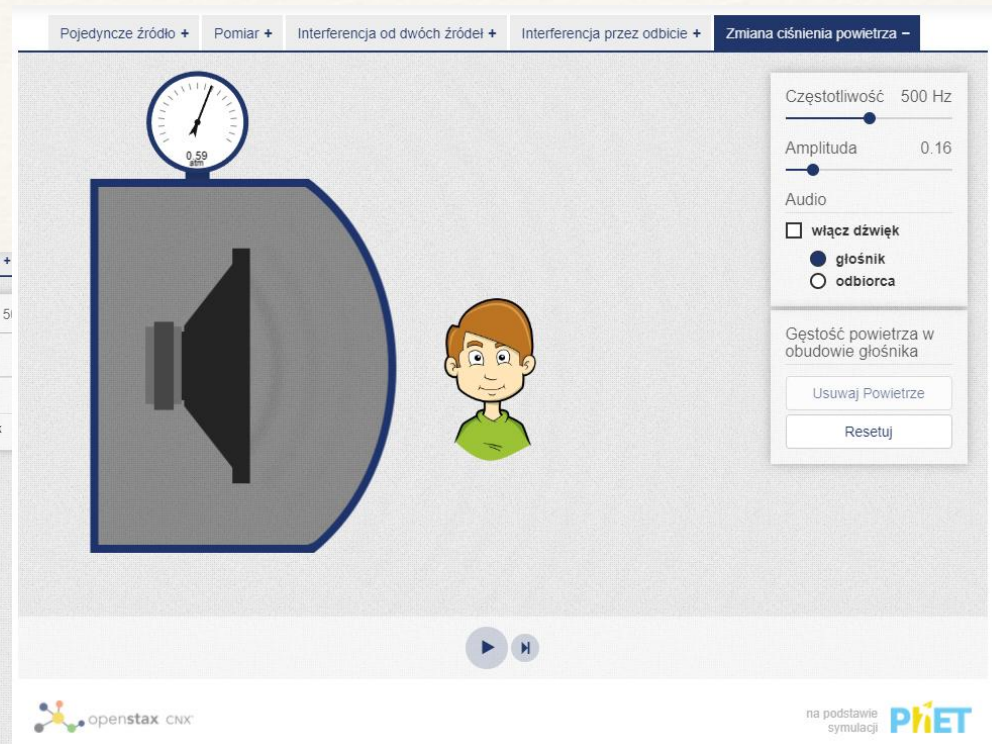 Pojedyncze źródło +
Pomiar +
Interferencja od dwóch źródeł +
Interferencja przez odbicie +
Zmiana ciśnienia powietrza –
Częstotliwość 500 Hz
Amplituda 0.16
Audio
włącz dźwięk
głośnik
odbiorca
Gęstość powietrza w
obudowie głośnika
Usuwaj Powietrze
Resetuj
0.59
atm
+
openstax CNX
na podstawie
symulacji
PhET